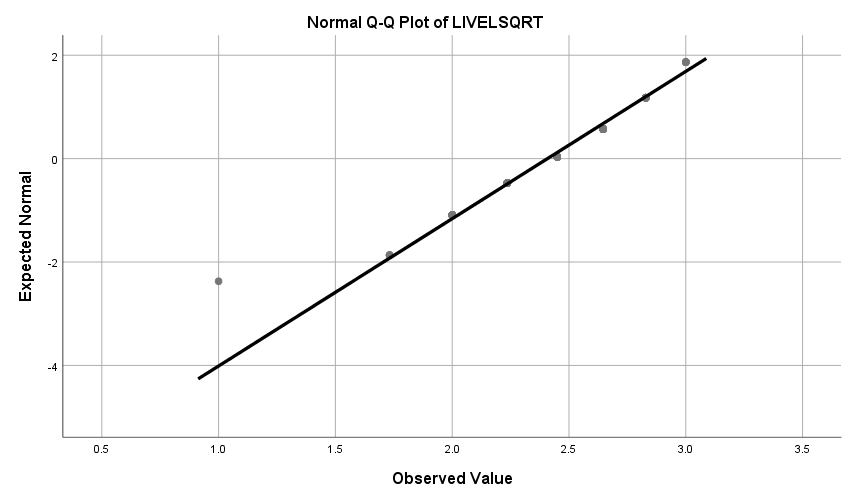 Normal Q-Q Plot of LIVELSQRT
2
0
-2
-4
Expected Normal
0.5 1.0 1.5 2.0 2.5 3.0 3.5
Observed Value